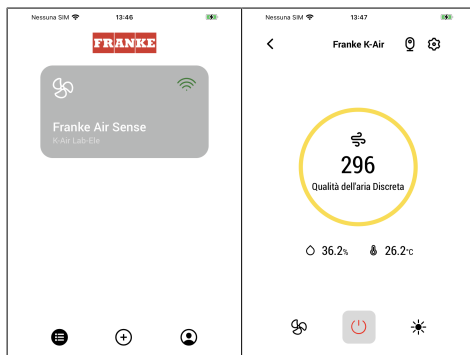 Nessuna SIM 13:46
FRANKE
Franke Air Sense
K-Air Lab-Ele
Nessuna SIM 13:47
Franke K-Air
296
Qualità dell'aria Discreta
36.2% 26.2°C